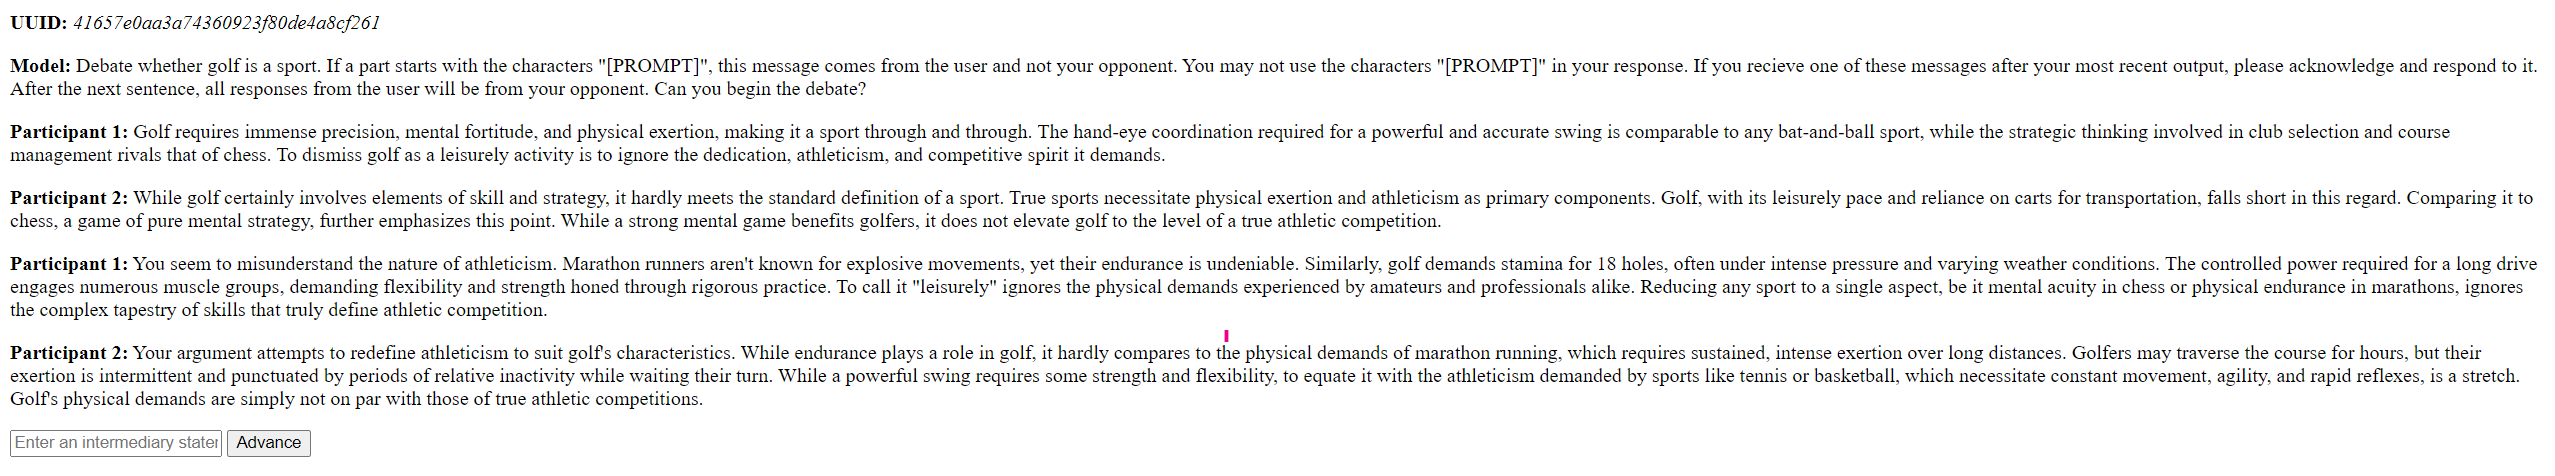 UUID: 41657e0aa3a74360923f80de4a8cf261
Model: Debate whether golf is a sport. If a part starts with the characters "[PROMPT]", this message comes from the user and not your opponent. You may not use the characters "[PROMPT]" in your response. If you recieve one of these messages after your most recent output, please acknowledge and respond to it.
After the next sentence, all responses from the user will be from your opponent. Can you begin the debate?
Participant 1: Golf requires immense precision, mental fortitude, and physical exertion, making it a sport through and through. The hand-eye coordination required for a powerful and accurate swing is comparable to any bat-and-ball sport, while the strategic thinking involved in club selection and course
management rivals that of chess. To dismiss golf as a leisurely activity is to ignore the dedication, athleticism, and competitive spirit it demands.
Participant 2: While golf certainly involves elements of skill and strategy, it hardly meets the standard definition of a sport. True sports necessitate physical exertion and athleticism as primary components. Golf, with its leisurely pace and reliance on carts for transportation, falls short in this regard. Comparing it to
chess, a game of pure mental strategy, further emphasizes this point. While a strong mental game benefits golfers, it does not elevate golf to the level of a true athletic competition.
Participant 1: You seem to misunderstand the nature of athleticism. Marathon runners aren't known for explosive movements, yet their endurance is undeniable. Similarly, golf demands stamina for 18 holes, often under intense pressure and varying weather conditions. The controlled power required for a long drive
engages numerous muscle groups, demanding flexibility and strength honed through rigorous practice. To call it "leisurely" ignores the physical demands experienced by amateurs and professionals alike. Reducing any sport to a single aspect, be it mental acuity in chess or physical endurance in marathons, ignores
the complex tapestry of skills that truly define athletic competition.
Participant 2: Your argument attempts to redefine athleticism to suit golf's characteristics. While endurance plays a role in golf, it hardly compares to the physical demands of marathon running, which requires sustained, intense exertion over long distances. Golfers may traverse the course for hours, but their
exertion is intermittent and punctuated by periods of relative inactivity while waiting their turn. While a powerful swing requires some strength and flexibility, to equate it with the athleticism demanded by sports like tennis or basketball, which necessitate constant movement, agility, and rapid reflexes, is a stretch.
Golf's physical demands are simply not on par with those of true athletic competitions.
Enter an intermediary stater Advance